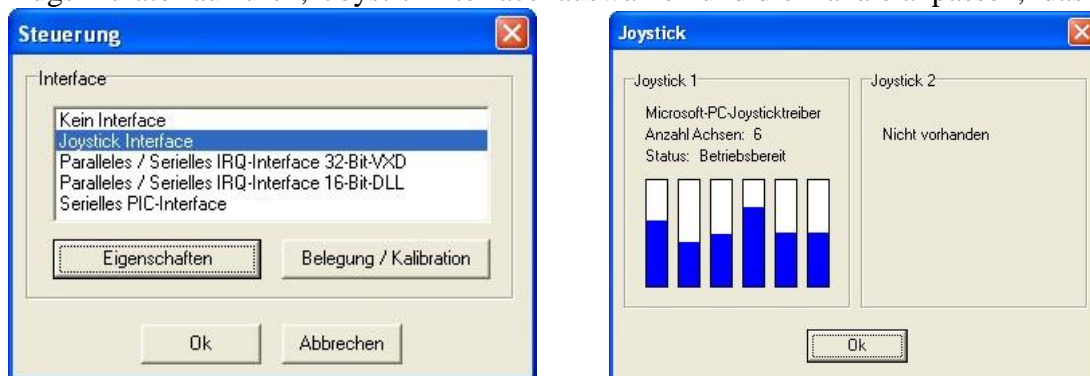 Steuerung
Interface
Kein Interface
Joystick Interface
Paralleles / Serielles IRQ-Interface 32-Bit-VXD
Paralleles / Serielles IRQ-Interface 16-Bit-DLL
Serielles PIC-Interface
Eigenschaften
Belegung / Kalibration
Ok
Abbrechen
Joystick
Joystick 1
Microsoft-PC-Joysticktreiber
Anzahl Achsen: 6
Status: Betriebsbereit
Joystick 2
Nicht vorhanden
Ok